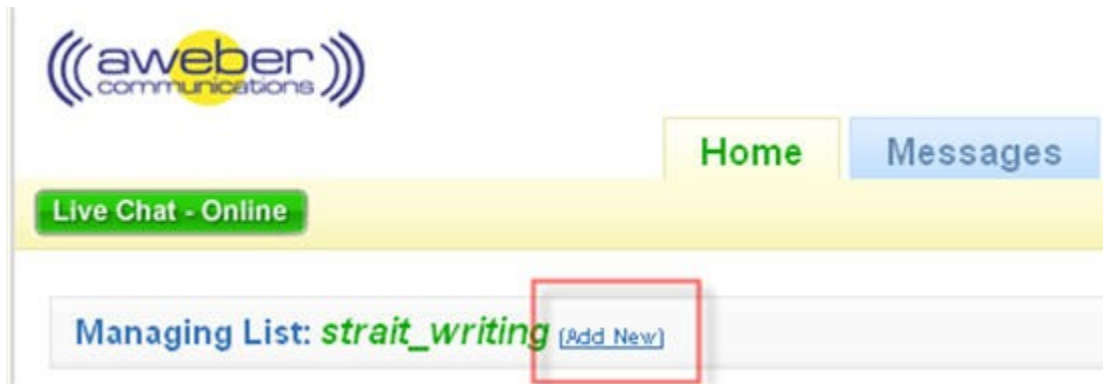 ((aweber))
communications
Home Messages
Live Chat - Online
Managing List: strait_writing (Add New)